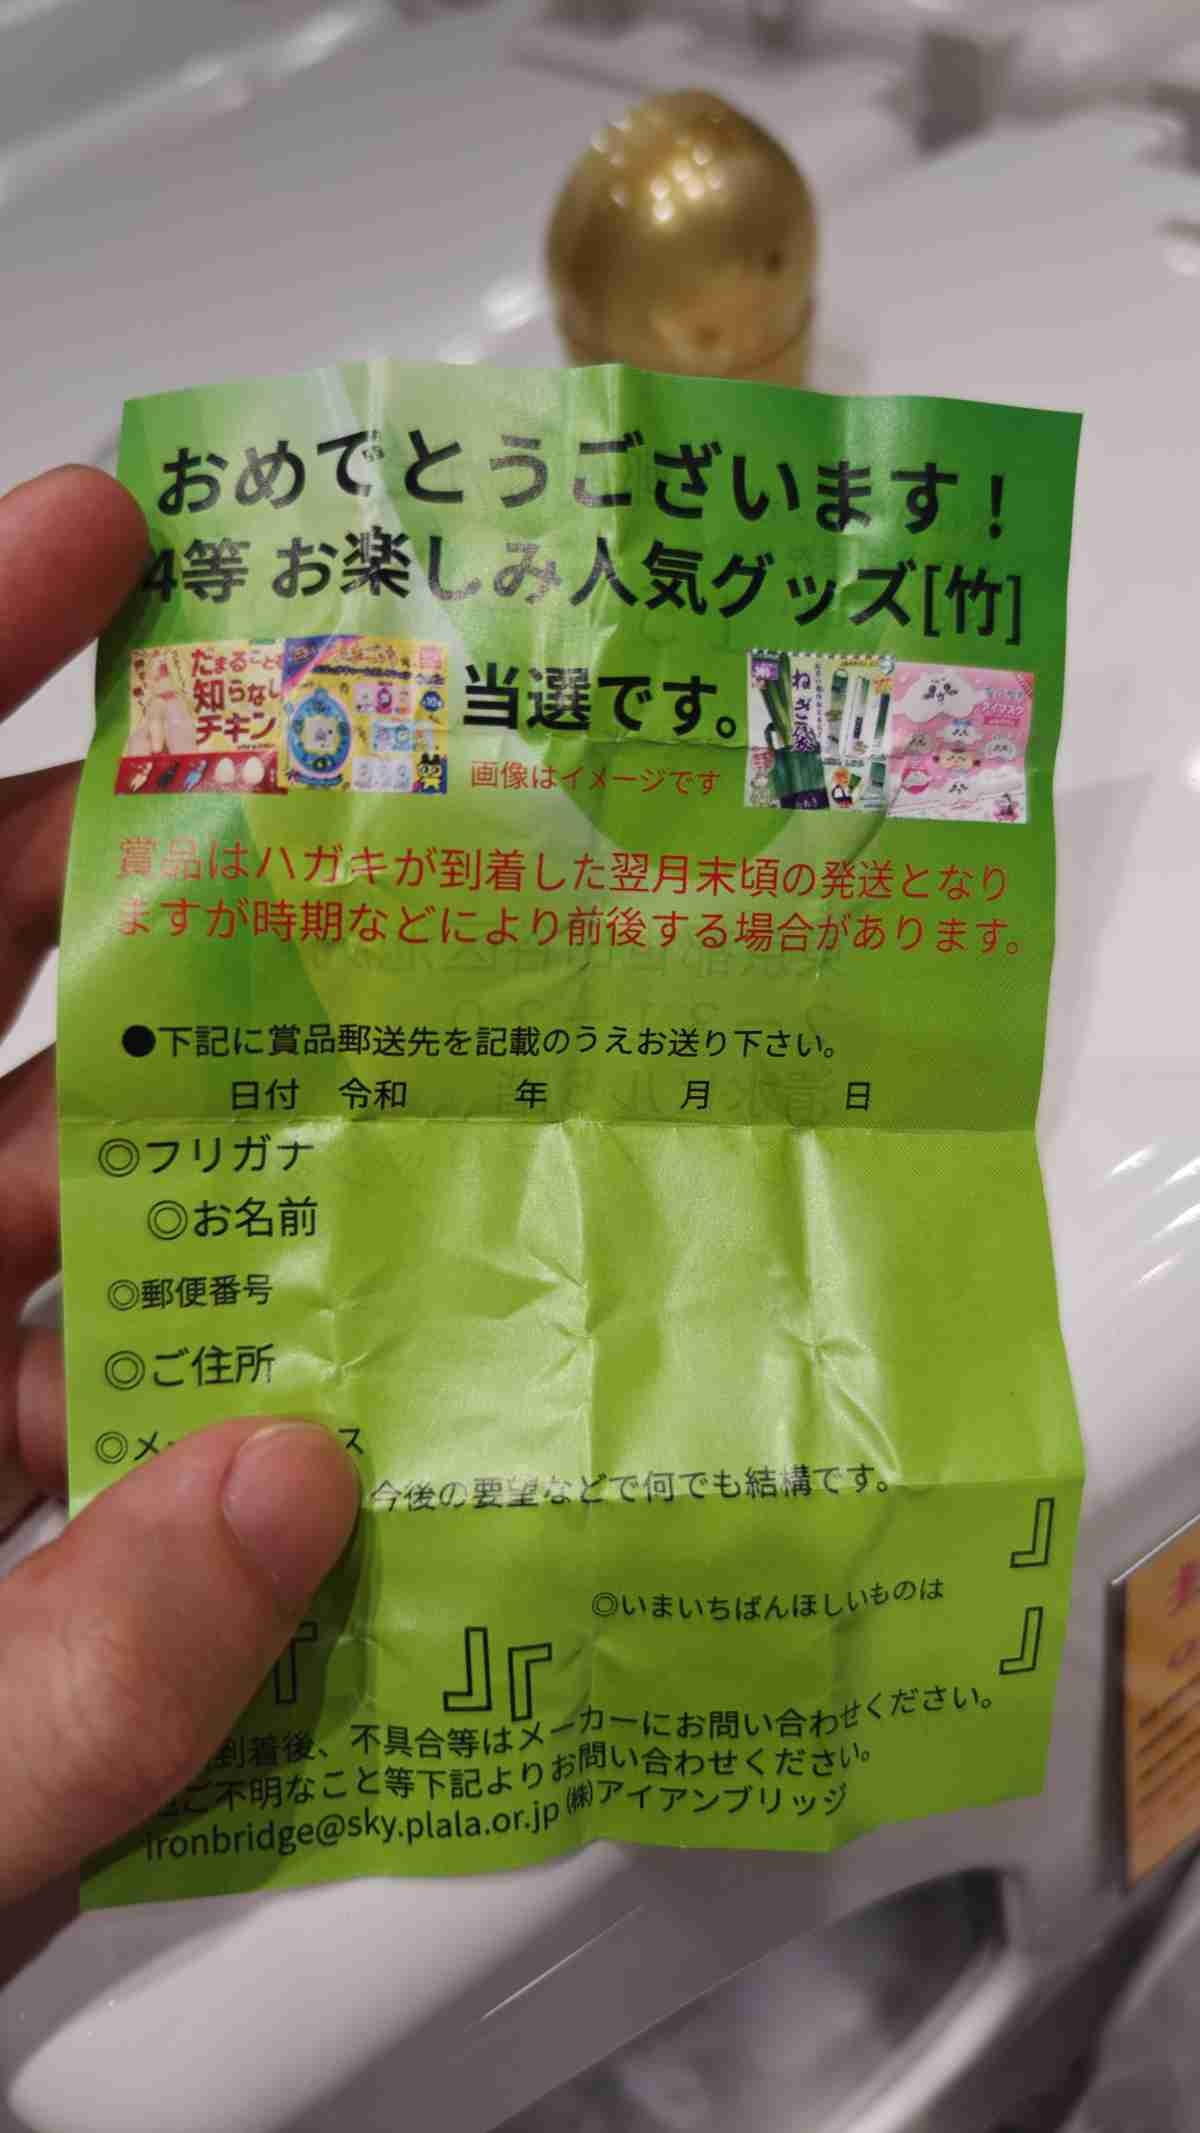 おめでとうございます！
4等 お楽しみ人気グッズ[竹]
だまること
知らなし
チキン
当選です。
画像はイメージです
ねぎ
アイマスク
賞品はハガキが到着した翌月末頃の発送となり
ますが時期などにより前後する場合があります。
●下記に賞品郵送先を記載のうえお送り下さい。
日付 令和 年 月 日
◎フリガナ
◎お名前
◎郵便番号
◎ご住所
◎メ ス
今後の要望などで何でも結構です。
』
◎いまいちばんほしいものは
』『 』
到着後、不具合等はメーカーにお問い合わせください。
ご不明なこと等下記よりお問い合わせください。
ironbridge@sky.plala.or.jp ㈱アイアンブリッジ